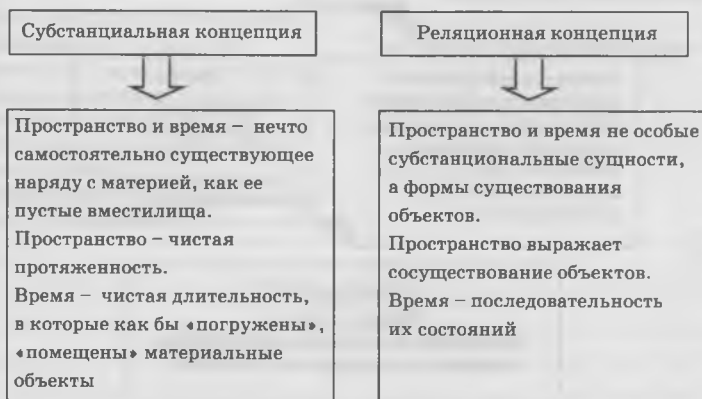 Субстанциальная концепция
Пространство и время – нечто
самостоятельно существующее
наряду с материей, как ее
пустые вместилища.
Пространство – чистая
протяженность.
Время – чистая длительность,
в которые как бы «погружены»,
«помещены» материальные
объекты
Реляционная концепция
Пространство и время не особые
субстанциональные сущности,
а формы существования
объектов.
Пространство выражает
сосуществование объектов.
Время – последовательность
их состояний